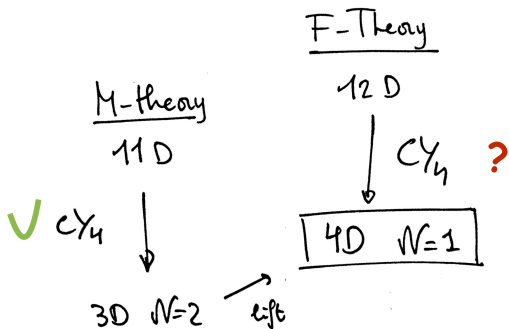 F-Theory
12 D
M-theory
11 D
CY₄ ?
CY₄
4D N=1
3D N=2
lift